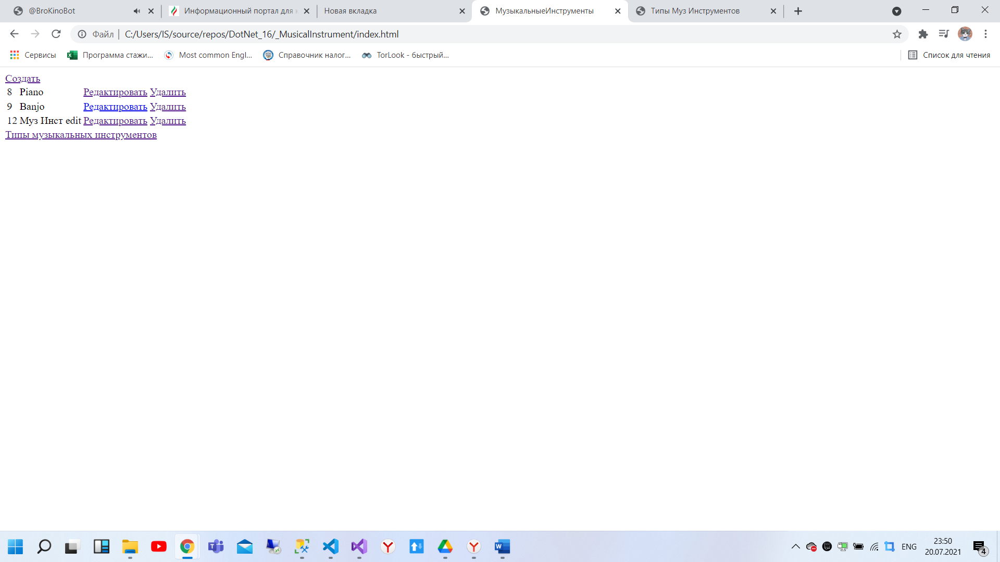 @BroKinoBot
Информационный портал для к
Новая вкладка
МузыкальныеИнструменты
Типы Муз Инструментов
Файл
C:/Users/IS/source/repos/DotNet_16/_MusicalInstrument/index.html
Сервисы
Программа стажи...
Most common Engl...
Справочник налог...
TorLook - быстрый...
Список для чтения
Создать
8 Piano Редактировать Удалить
9 Banjo Редактировать Удалить
12 Муз Инст edit Редактировать Удалить
Типы музыкальных инструментов
ENG
23:50
20.07.2021
4